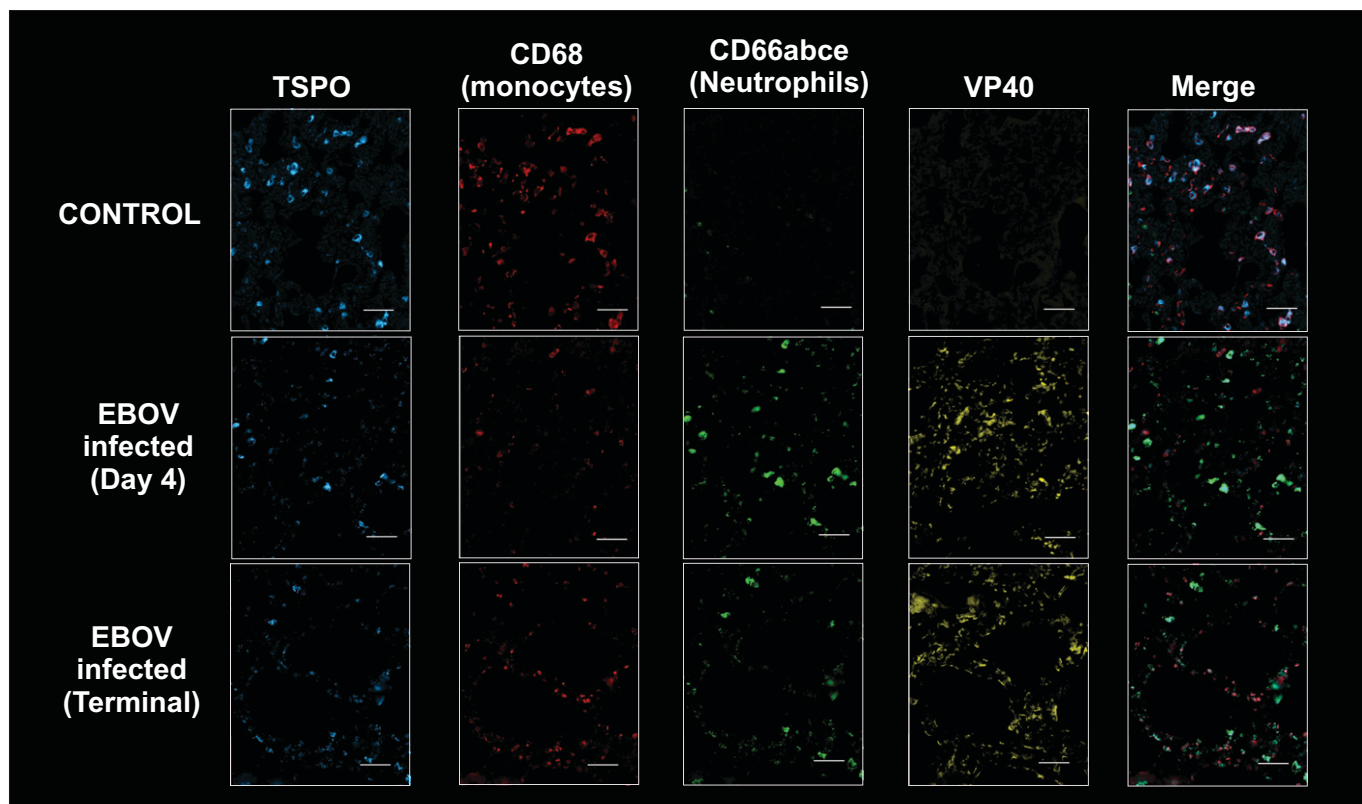 TSPO
CD68
(monocytes)
CD66abce
(Neutrophils)
VP40
Merge
CONTROL
EBOV
infected
(Day 4)
EBOV
infected
(Terminal)